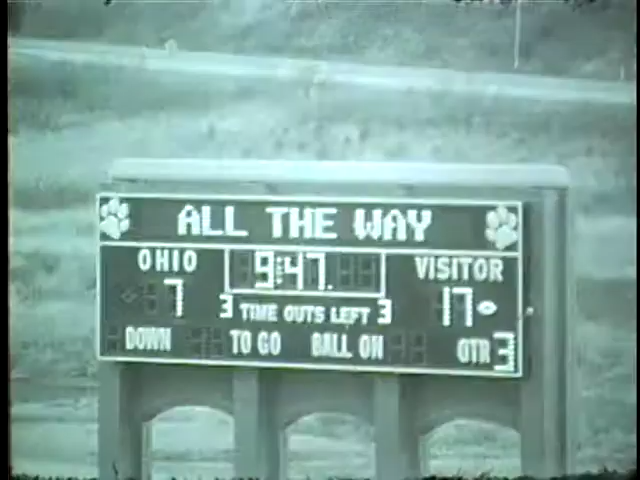 ALL THE WAY
OHIO 9:47. VISITOR
7 17
3 TIME OUTS LEFT 3
DOWN TO GO BALL ON QTR 3